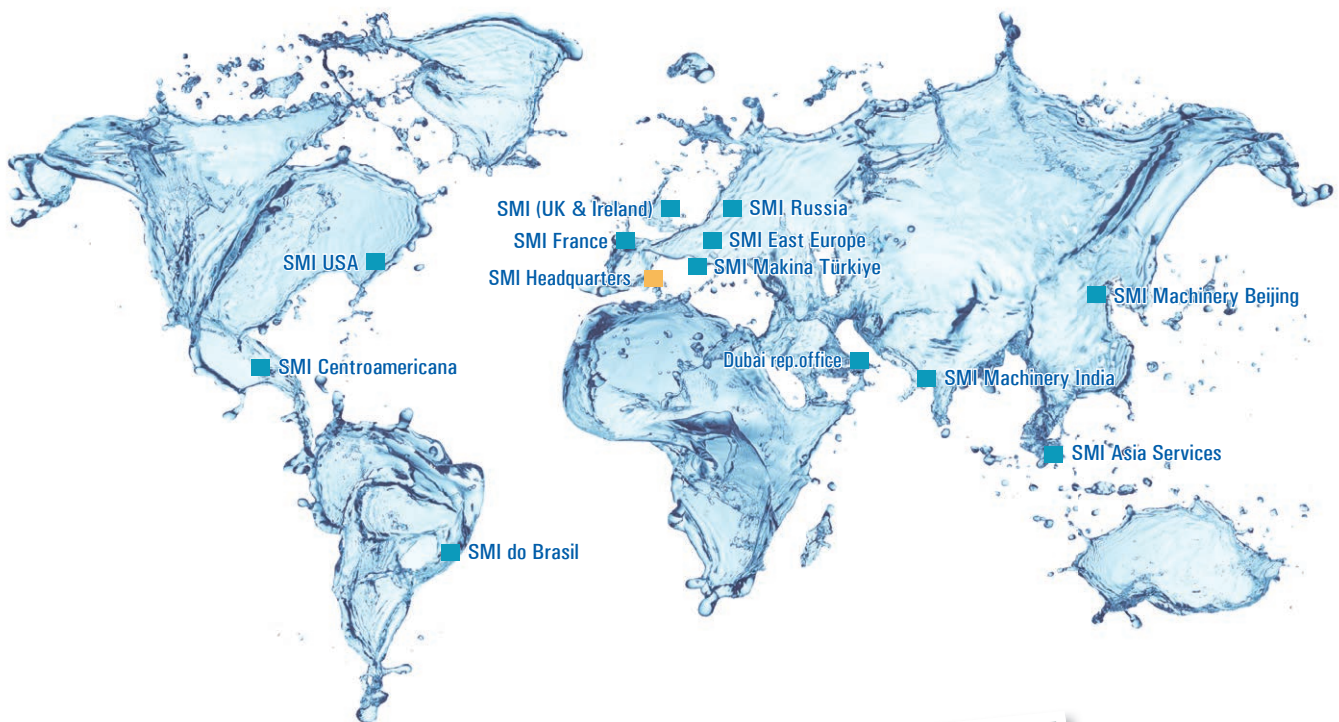 SMI (UK & Ireland)
SMI Russia
SMI France
SMI East Europe
SMI USA
SMI Makina Türkiye
SMI Headquarters
SMI Machinery Beijing
SMI Centroamericana
Dubai rep.office
SMI Machinery India
SMI Asia Services
SMI do Brasil